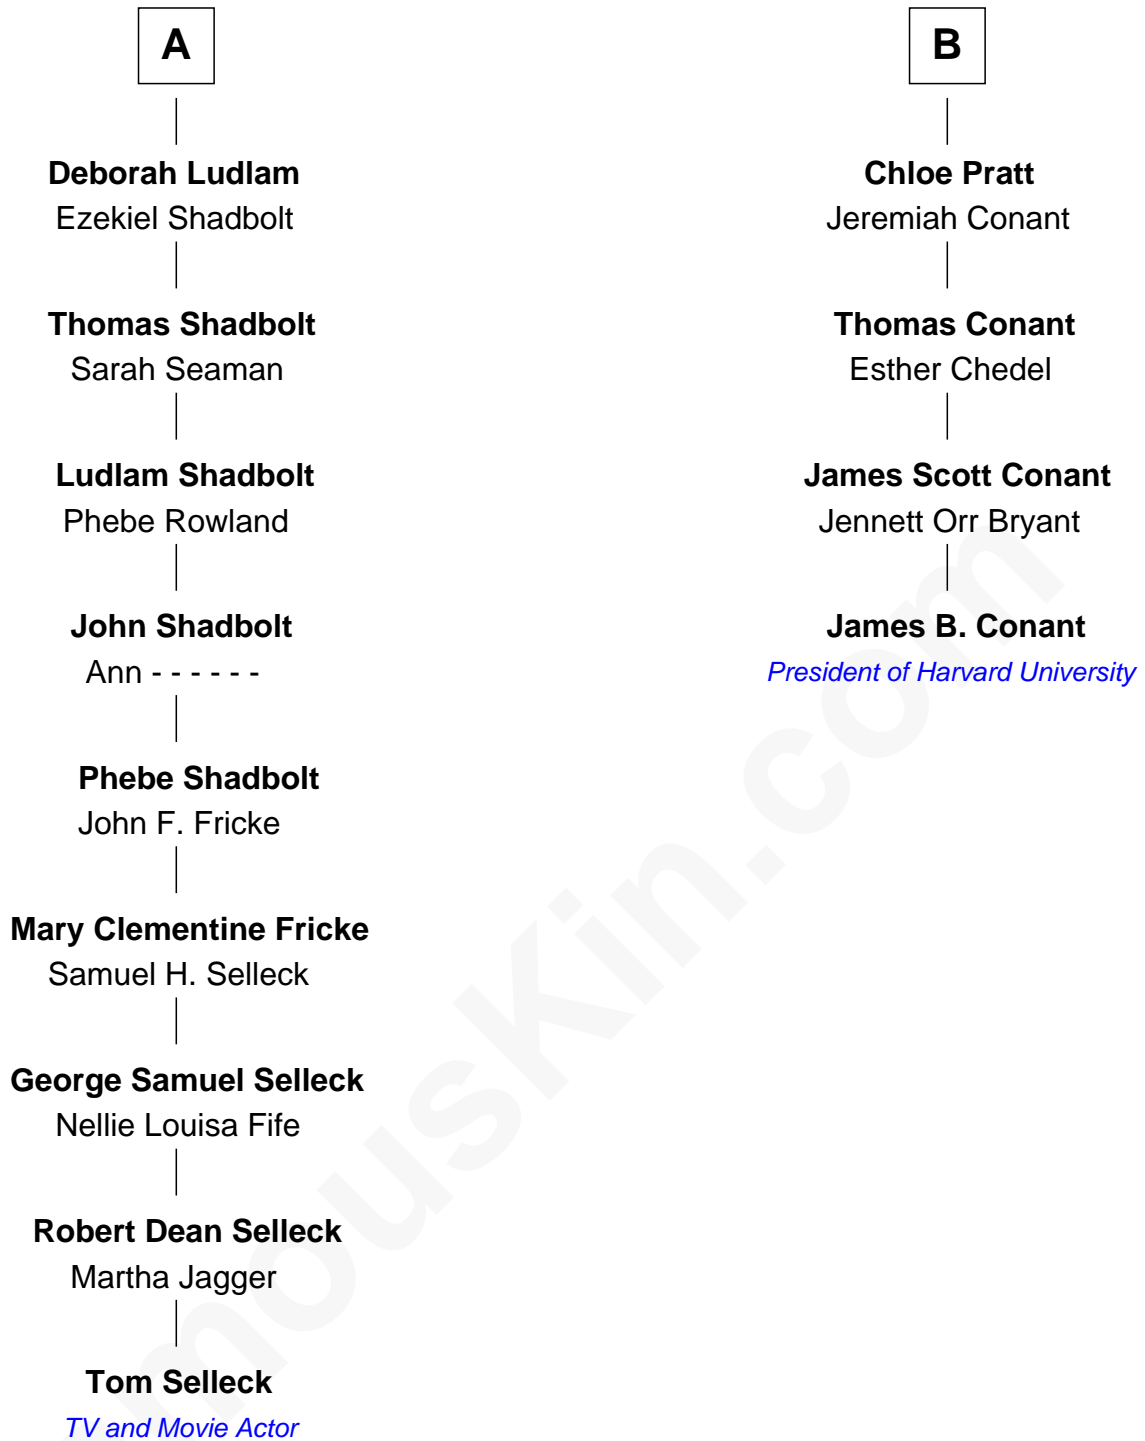 A
Deborah Ludlam
Ezekiel Shadbolt
Thomas Shadbolt
Sarah Seaman
Ludlam Shadbolt
Phebe Rowland
John Shadbolt
Ann - - - - - -
Phebe Shadbolt
John F. Fricke
Mary Clementine Fricke
Samuel H. Selleck
George Samuel Selleck
Nellie Louisa Fife
Robert Dean Selleck
Martha Jagger
Tom Selleck
TV and Movie Actor
B
Chloe Pratt
Jeremiah Conant
Thomas Conant
Esther Chedel
James Scott Conant
Jennett Orr Bryant
James B. Conant
President of Harvard University
mouskin.com